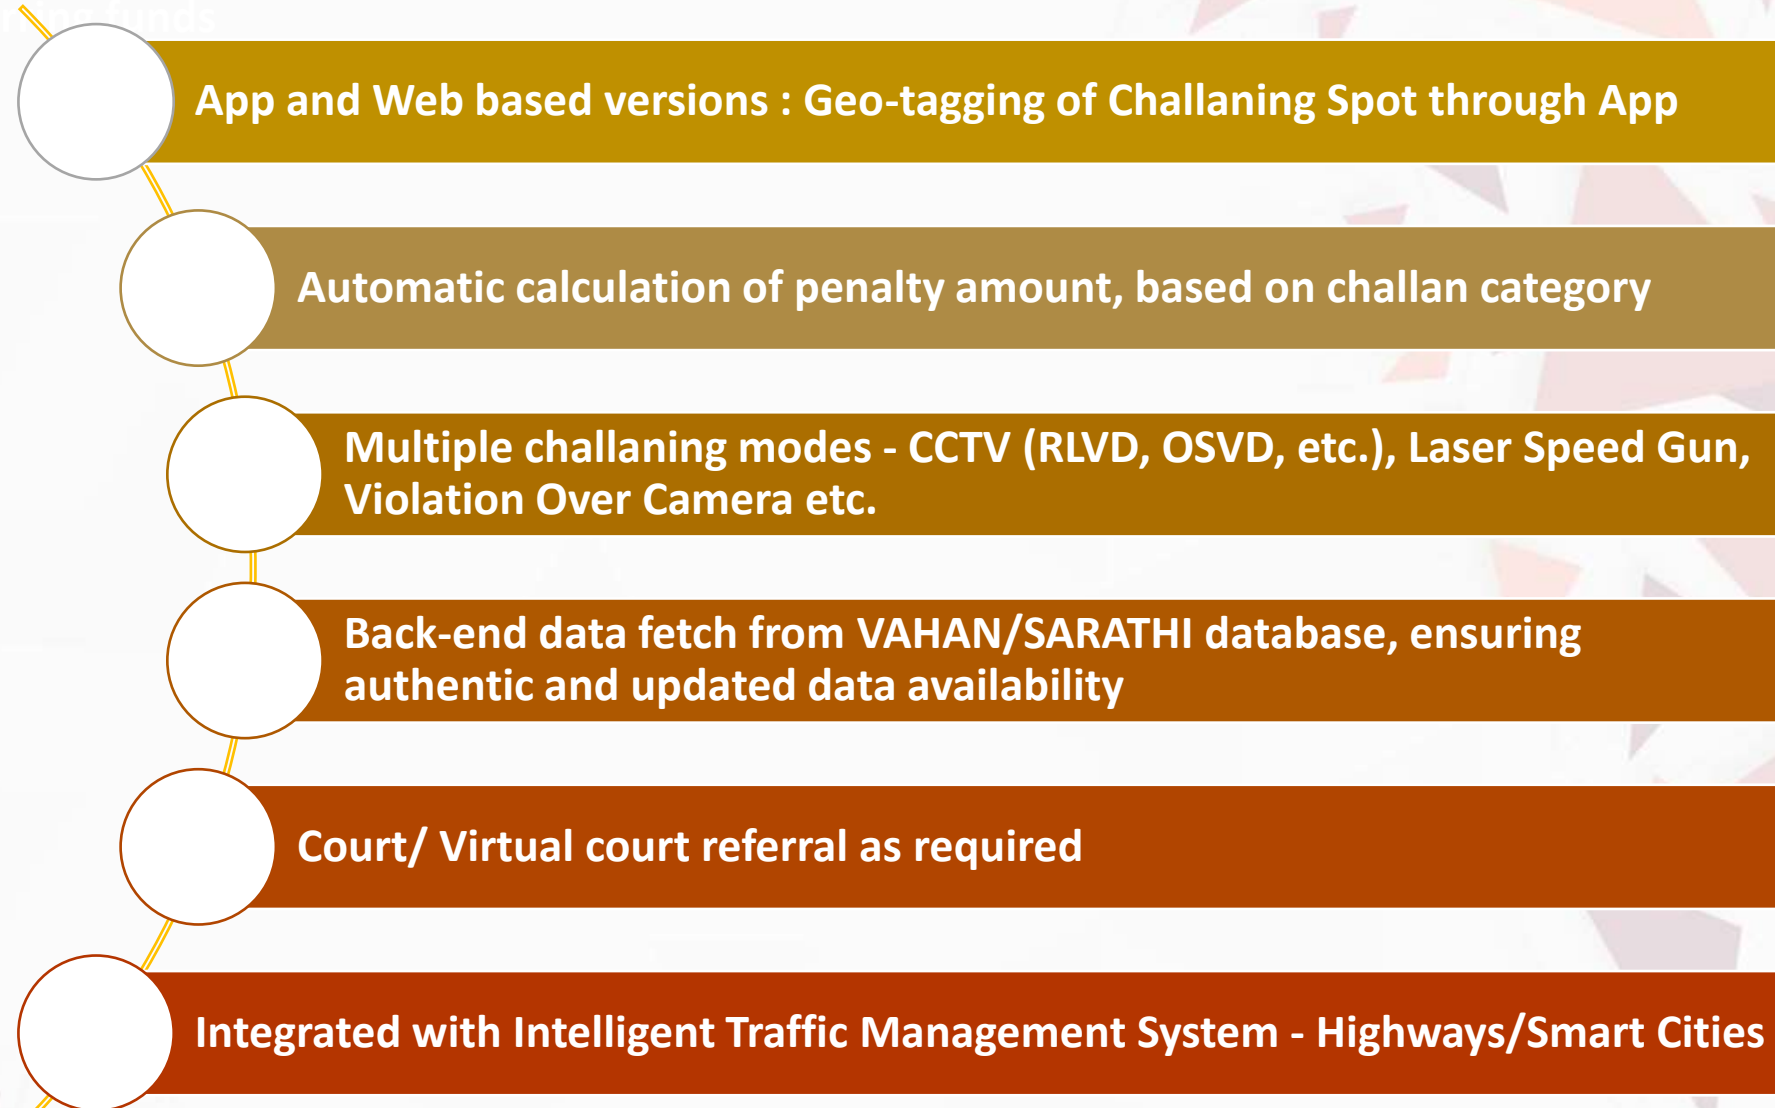 funds
App and Web based versions : Geo-tagging of Challaning Spot through App
Automatic calculation of penalty amount, based on challan category
Multiple challaning modes - CCTV (RLVD, OSVD, etc.), Laser Speed Gun,
Violation Over Camera etc.
Back-end data fetch from VAHAN/SARATHI database, ensuring
authentic and updated data availability
Court/ Virtual court referral as required
Integrated with Intelligent Traffic Management System - Highways/Smart Cities